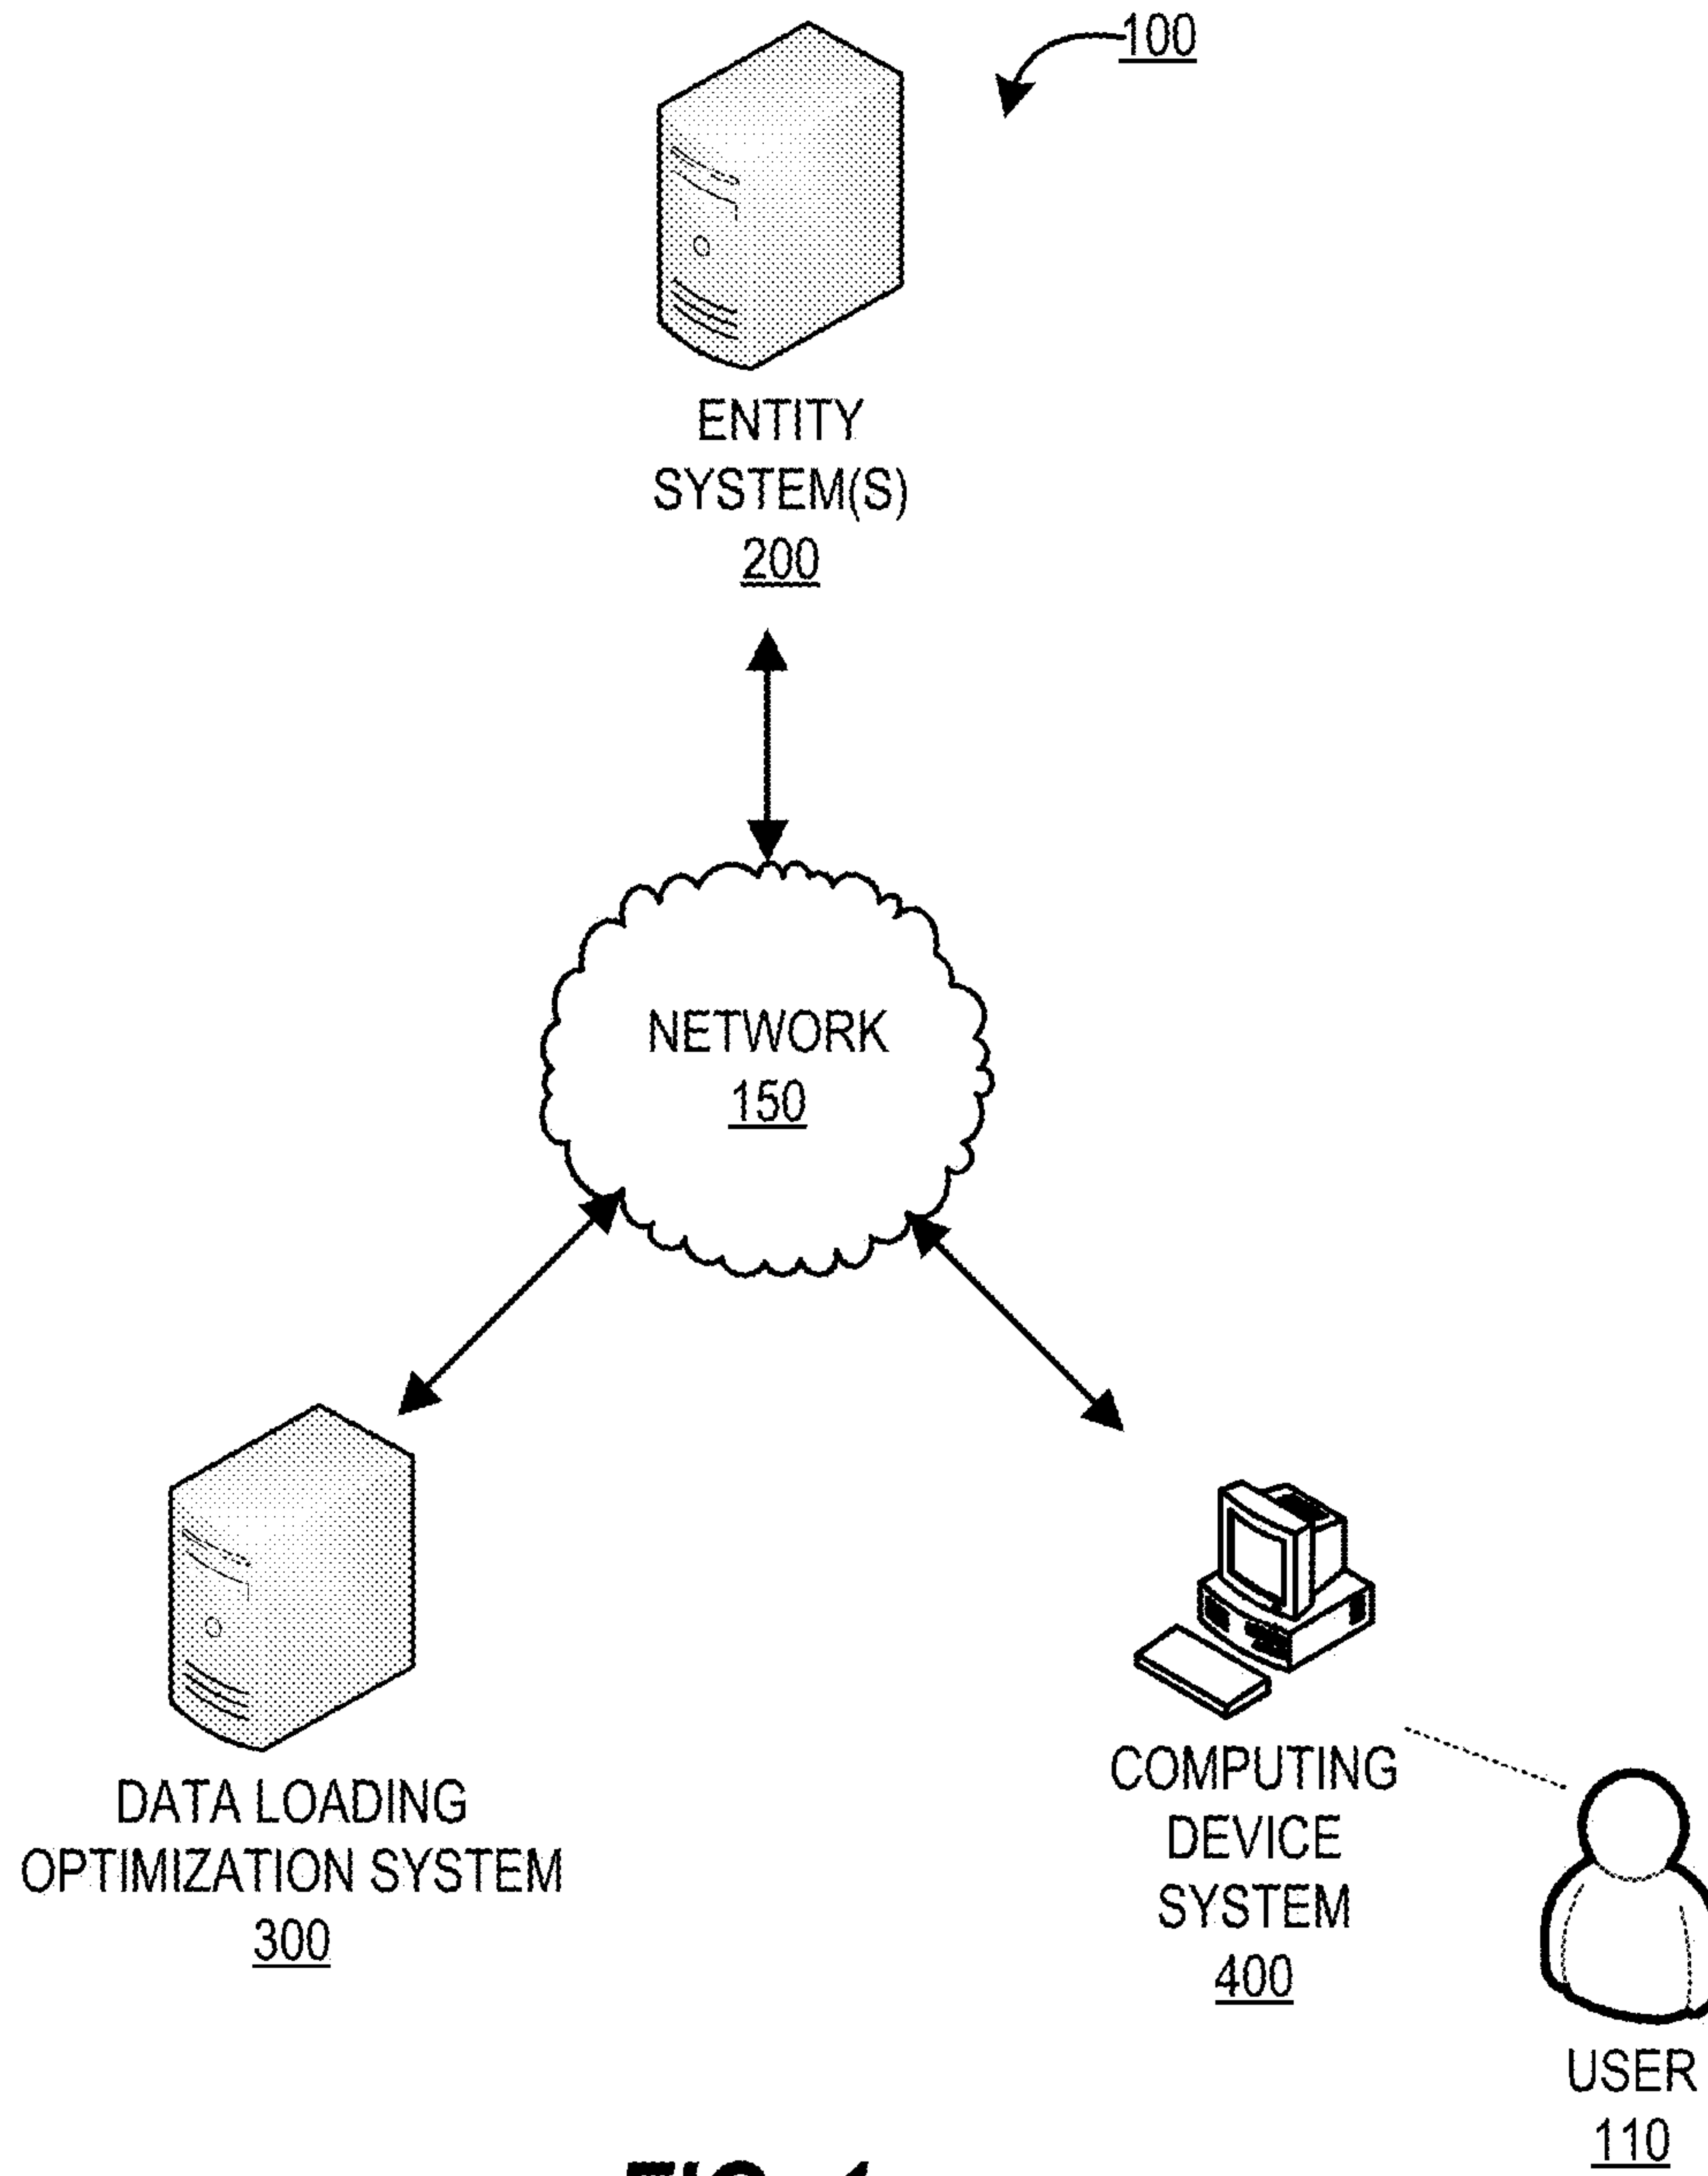 100
ENTITY
SYSTEM(S)
200
NETWORK
150
DATA LOADING
OPTIMIZATION SYSTEM
300
COMPUTING
DEVICE
SYSTEM
400
USER
110